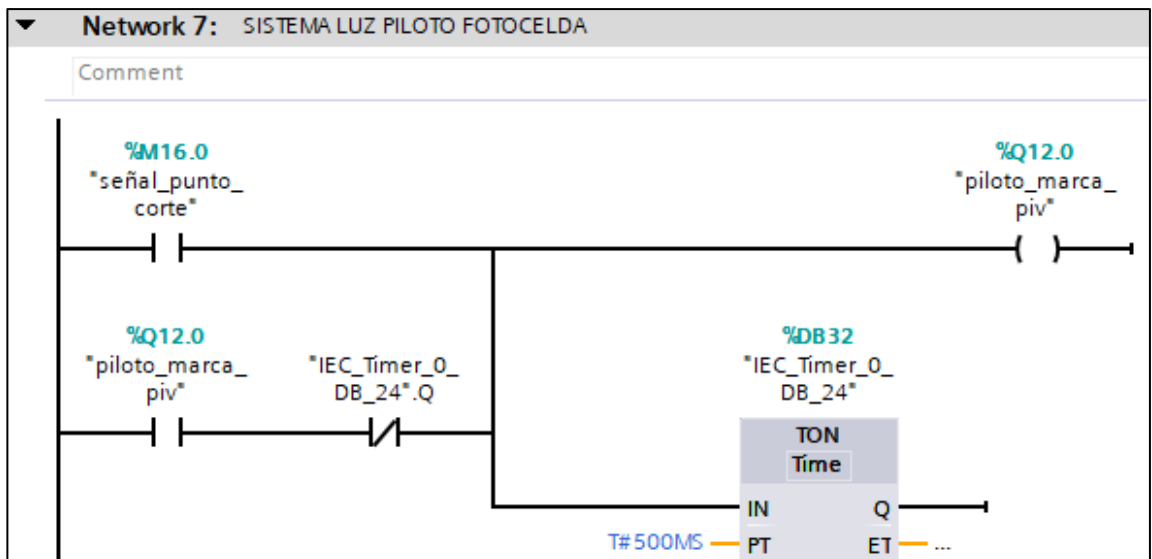 Network 7: SISTEMA LUZ PILOTO FOTOCELDA
Comment
%M16.0
"señal_punto_
corte"
%Q12.0
"piloto_marca_
piv"
%Q12.0
"piloto_marca_
piv"
"IEC_Timer_0_
DB_24".Q
%DB32
"IEC_Timer_0_
DB_24"
TON
Time
IN Q
T#500MS PT ET ...